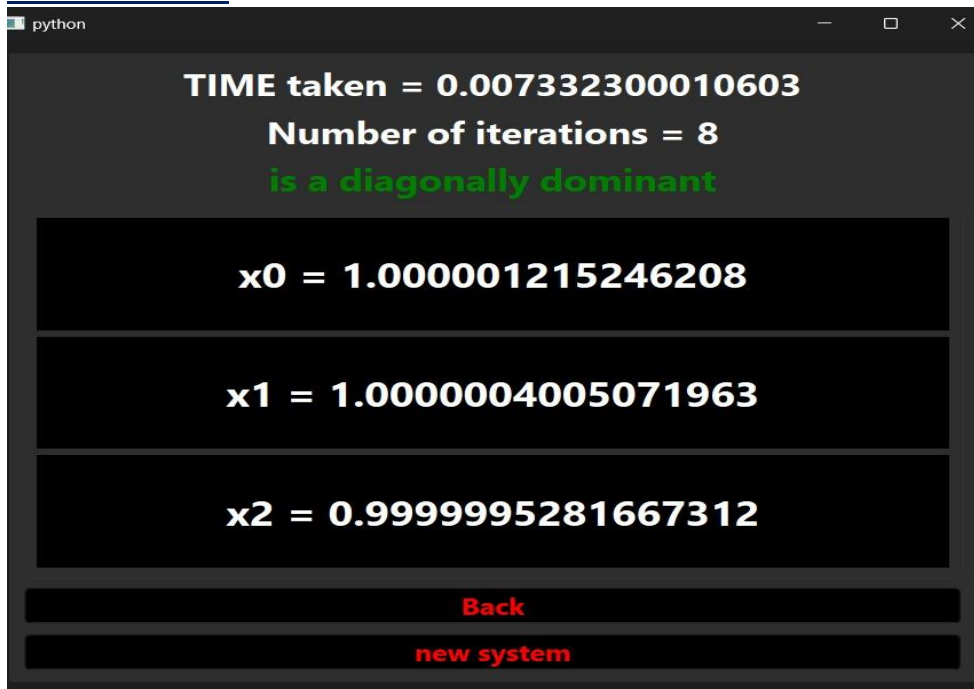 python
TIME taken = 0.007332300010603
Number of iterations = 8
is a diagonally dominant
x0 = 1.000001215246208
x1 = 1.0000004005071963
x2 = 0.9999995281667312
Back
new system